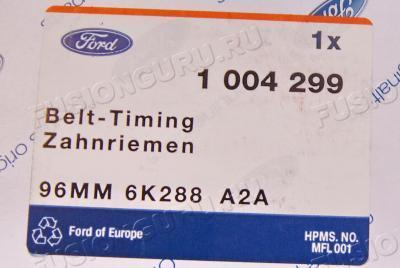 Ford
1x
1 004 299
Belt-Timing
Zahnriemen
96MM 6K288 A2A
Ford of Europe
HPMS. NO.
MFL 001
FUSIONGURU.RU